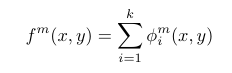 $f^m(x, y) = \sum_{i=1}^{k} \phi_i^m(x, y)$